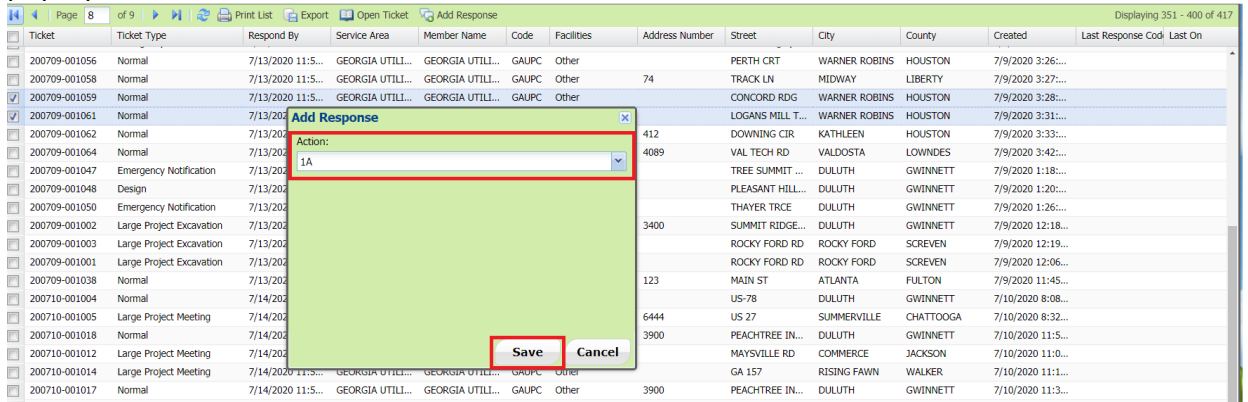 Page 8 of 9 Print List Export Open Ticket Add Response Displaying 351 - 400 of 417
Ticket Ticket Type Respond By Service Area Member Name Code Facilities Address Number Street City County Created Last Response Cod Last On
200709-001056 Normal 7/13/2020 11:5... GEORGIA UTILI... GEORGIA UTILI... GAUPC Other PERTH CRT WARNER ROBINS HOUSTON 7/9/2020 3:26:...
200709-001058 Normal 7/13/2020 11:5... GEORGIA UTILI... GEORGIA UTILI... GAUPC Other 74 TRACK LN MIDWAY LIBERTY 7/9/2020 3:27:...
200709-001059 Normal 7/13/2020 11:5... GEORGIA UTILI... GEORGIA UTILI... GAUPC Other CONCORD RDG WARNER ROBINS HOUSTON 7/9/2020 3:28:...
200709-001061 Normal 7/13/202 LOGANS MILL T... WARNER ROBINS HOUSTON 7/9/2020 3:31:...
Add Response
200709-001062 Normal 7/13/202 412 DOWNING CIR KATHLEEN HOUSTON 7/9/2020 3:33:...
Action:
200709-001064 Normal 7/13/202 4089 VAL TECH RD VALDOSTA LOWNDES 7/9/2020 3:42:...
1A
200709-001047 Emergency Notification 7/13/202 TREE SUMMIT ... DULUTH GWINNETT 7/9/2020 1:18:...
200709-001048 Design 7/13/202 PLEASANT HILL... DULUTH GWINNETT 7/9/2020 1:20:...
200709-001050 Emergency Notification 7/13/202 THAYER TRCE DULUTH GWINNETT 7/9/2020 1:26:...
200709-001002 Large Project Excavation 7/13/202 3400 SUMMIT RIDGE... DULUTH GWINNETT 7/9/2020 12:18...
200709-001003 Large Project Excavation 7/13/202 ROCKY FORD RD ROCKY FORD SCREVEN 7/9/2020 12:19...
200709-001001 Large Project Excavation 7/13/202 ROCKY FORD RD ROCKY FORD SCREVEN 7/9/2020 12:06...
200709-001038 Normal 7/13/202 123 MAIN ST ATLANTA FULTON 7/9/2020 11:45...
200710-001004 Normal 7/14/202 US-78 DULUTH GWINNETT 7/10/2020 8:08...
200710-001005 Large Project Meeting 7/14/202 6444 US 27 SUMMERVILLE CHATTOOGA 7/10/2020 8:32...
200710-001018 Normal 7/14/202 3900 PEACHTREE IN... DULUTH GWINNETT 7/10/2020 11:5...
200710-001012 Large Project Meeting 7/14/202 MAYSVILLE RD COMMERCE JACKSON 7/10/2020 11:0...
Save Cancel
200710-001014 Large Project Meeting 7/14/2020 11:5... GEORGIA UTILI... GEORGIA UTILI... GAUPC Other GA 157 RISING FAWN WALKER 7/10/2020 11:1...
200710-001017 Normal 7/14/2020 11:5... GEORGIA UTILI... GEORGIA UTILI... GAUPC Other 3900 PEACHTREE IN... DULUTH GWINNETT 7/10/2020 11:3...